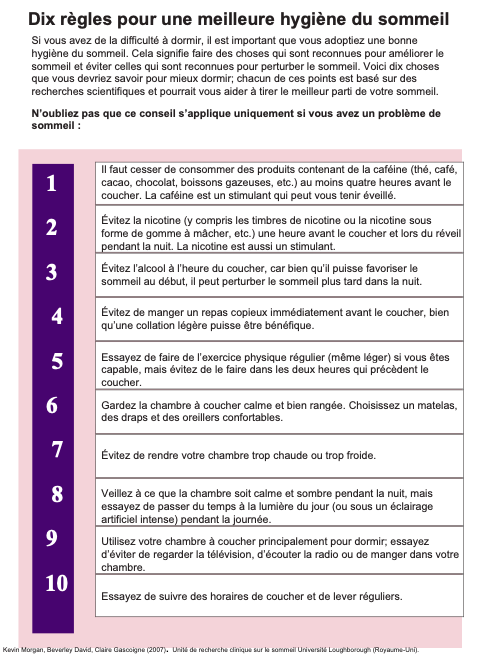 Dix règles pour une meilleure hygiène du sommeil
Si vous avez de la difficulté à dormir, il est important que vous adoptiez une bonne
hygiène du sommeil. Cela signifie faire des choses qui sont reconnues pour améliorer le
sommeil et éviter celles qui sont reconnues pour perturber le sommeil. Voici dix choses
que vous devriez savoir pour mieux dormir; chacun de ces points est basé sur des
recherches scientifiques et pourrait vous aider à tirer le meilleur parti de votre sommeil.
N’oubliez pas que ce conseil s’applique uniquement si vous avez un problème de
sommeil :
1
Il faut cesser de consommer des produits contenant de la caféine (thé, café,
cacao, chocolat, boissons gazeuses, etc.) au moins quatre heures avant le
coucher. La caféine est un stimulant qui peut vous tenir éveillé.
2
Évitez la nicotine (y compris les timbres de nicotine ou la nicotine sous
forme de gomme à mâcher, etc.) une heure avant le coucher et lors du réveil
pendant la nuit. La nicotine est aussi un stimulant.
3
Évitez l’alcool à l’heure du coucher, car bien qu’il puisse favoriser le
sommeil au début, il peut perturber le sommeil plus tard dans la nuit.
4
Évitez de manger un repas copieux immédiatement avant le coucher, bien
qu’une collation légère puisse être bénéfique.
5
Essayez de faire de l’exercice physique régulier (même léger) si vous êtes
capable, mais évitez de le faire dans les deux heures qui précèdent le
coucher.
6
Gardez la chambre à coucher calme et bien rangée. Choisissez un matelas,
des draps et des oreillers confortables.
7
Évitez de rendre votre chambre trop chaude ou trop froide.
8
Veillez à ce que la chambre soit calme et sombre pendant la nuit, mais
essayez de passer du temps à la lumière du jour (ou sous un éclairage
artificiel intense) pendant la journée.
9
Utilisez votre chambre à coucher principalement pour dormir; essayez
d’éviter de regarder la télévision, d’écouter la radio ou de manger dans votre
chambre.
10
Essayez de suivre des horaires de coucher et de lever réguliers.
Kevin Morgan, Beverley David, Claire Gascoigne (2007). Unité de recherche clinique sur le sommeil Université Loughborough (Royaume-Uni).